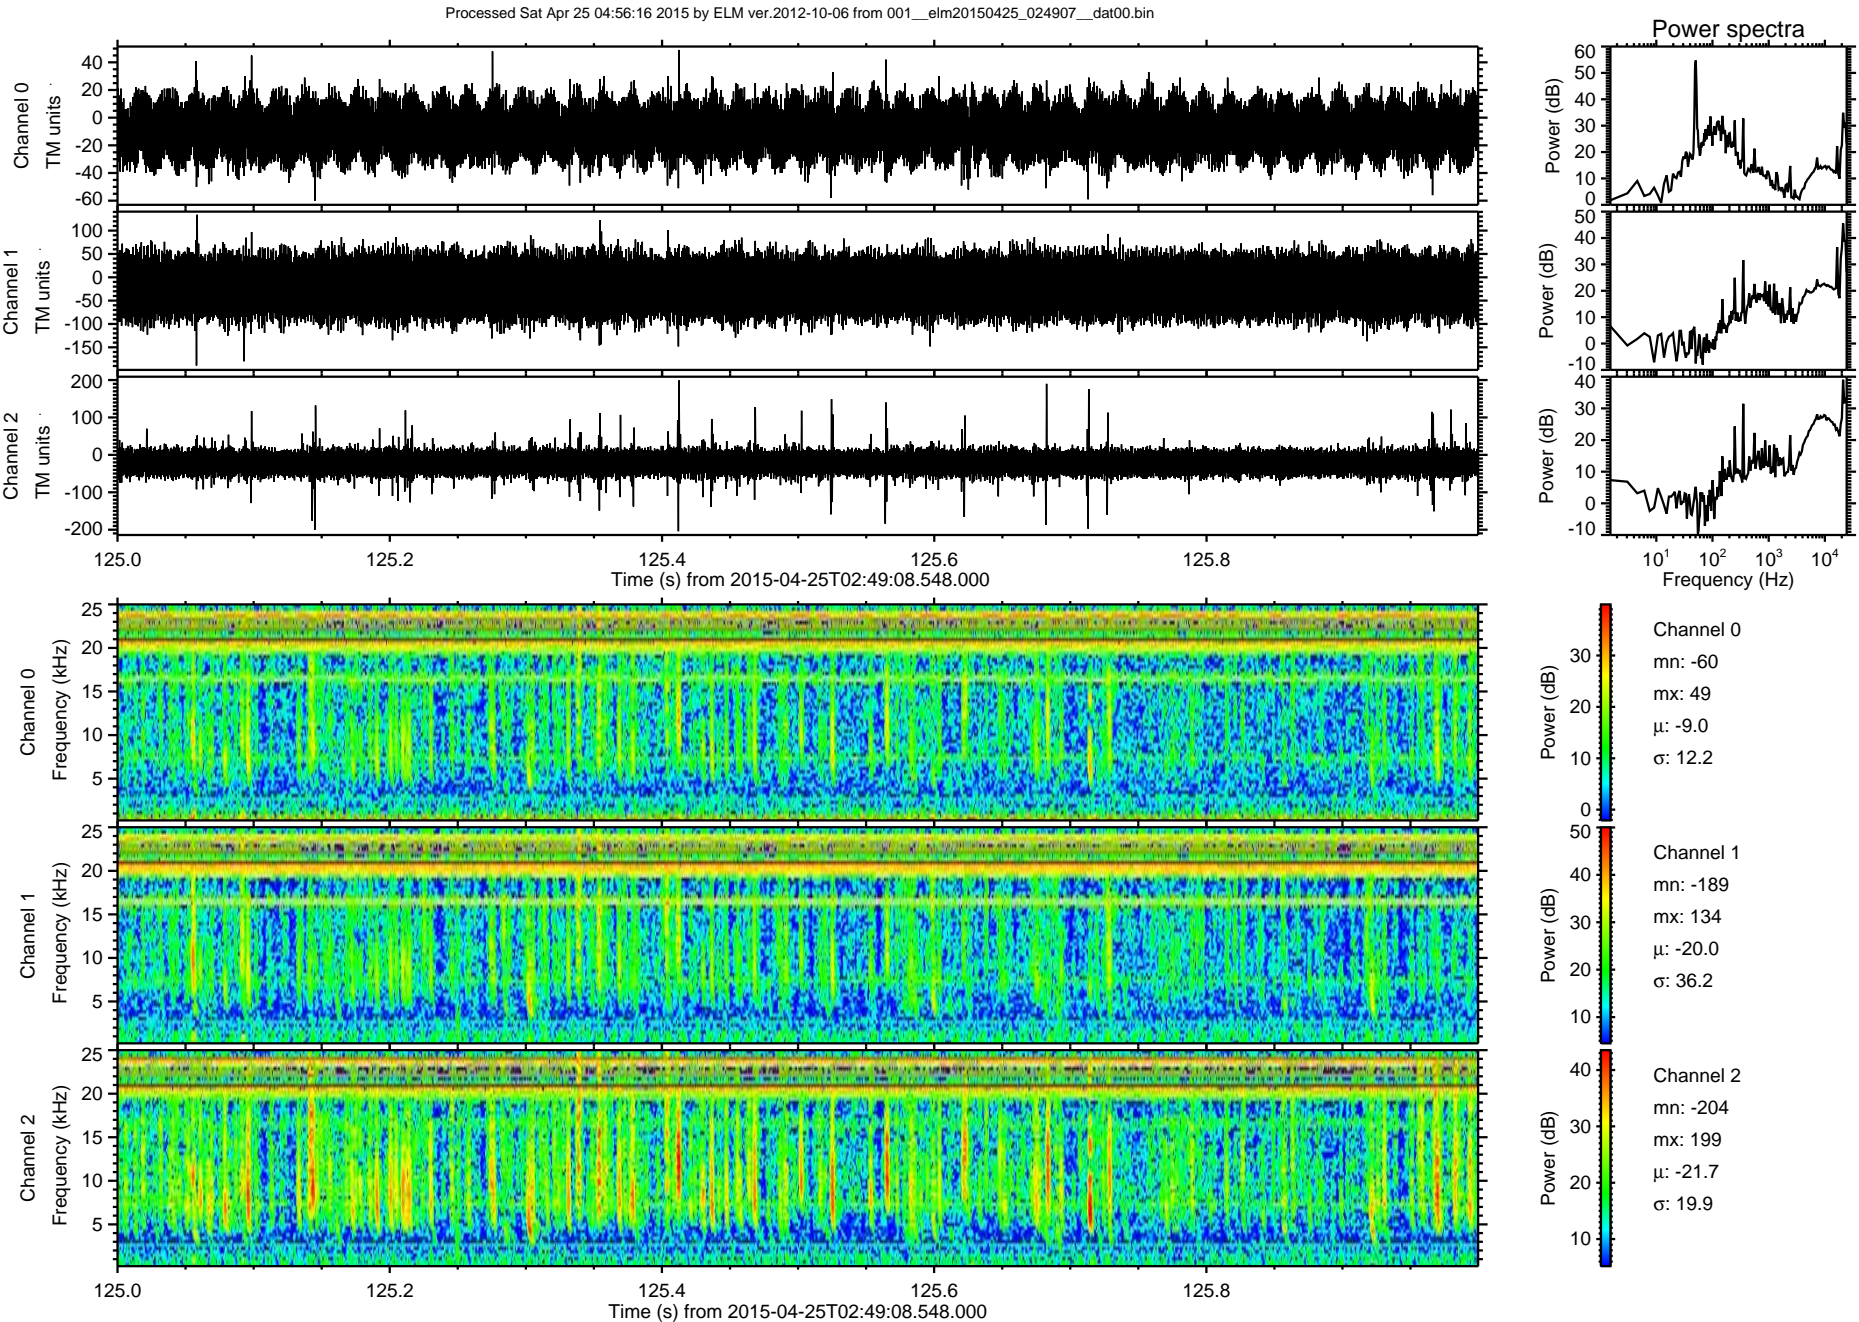 Processed Sat Apr 25 04:56:16 2015 by ELM ver.2012-10-06 from 001__elm20150425_024907__dat00.bin
Power spectra
Channel 0
TM units
40
20
0
-20
-40
-60
Power (dB)
60
50
40
30
20
10
0
Channel 1
TM units
100
50
0
-50
-100
-150
Power (dB)
50
40
30
20
10
0
-10
Channel 2
TM units
200
100
0
-100
-200
Power (dB)
40
30
20
10
0
-10
125.0 125.2 125.4 125.6 125.8
Time (s) from 2015-04-25T02:49:08.548.000
10^1 10^2 10^3 10^4
Frequency (Hz)
Channel 0
Frequency (kHz)
25
20
15
10
5
Power (dB)
30
20
10
0
Channel 0
mn: -60
mx: 49
μ: -9.0
σ: 12.2
Channel 1
Frequency (kHz)
25
20
15
10
5
Power (dB)
50
40
30
20
10
Channel 1
mn: -189
mx: 134
μ: -20.0
σ: 36.2
Channel 2
Frequency (kHz)
25
20
15
10
5
Power (dB)
40
30
20
10
Channel 2
mn: -204
mx: 199
μ: -21.7
σ: 19.9
125.0 125.2 125.4 125.6 125.8
Time (s) from 2015-04-25T02:49:08.548.000